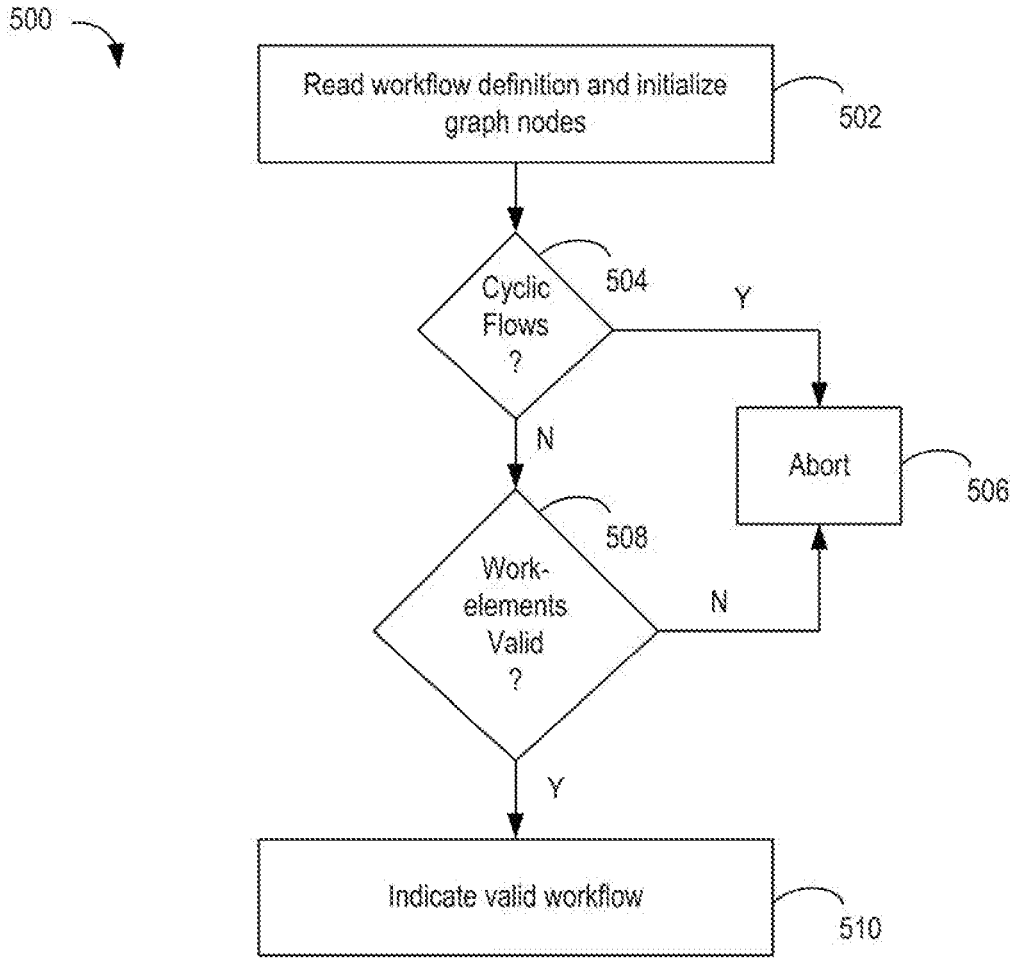 500
Read workflow definition and initialize
graph nodes
502
504
Cyclic
Flows
?
Y
N
Abort
506
508
Work-
elements
Valid
?
N
Y
Indicate valid workflow
510